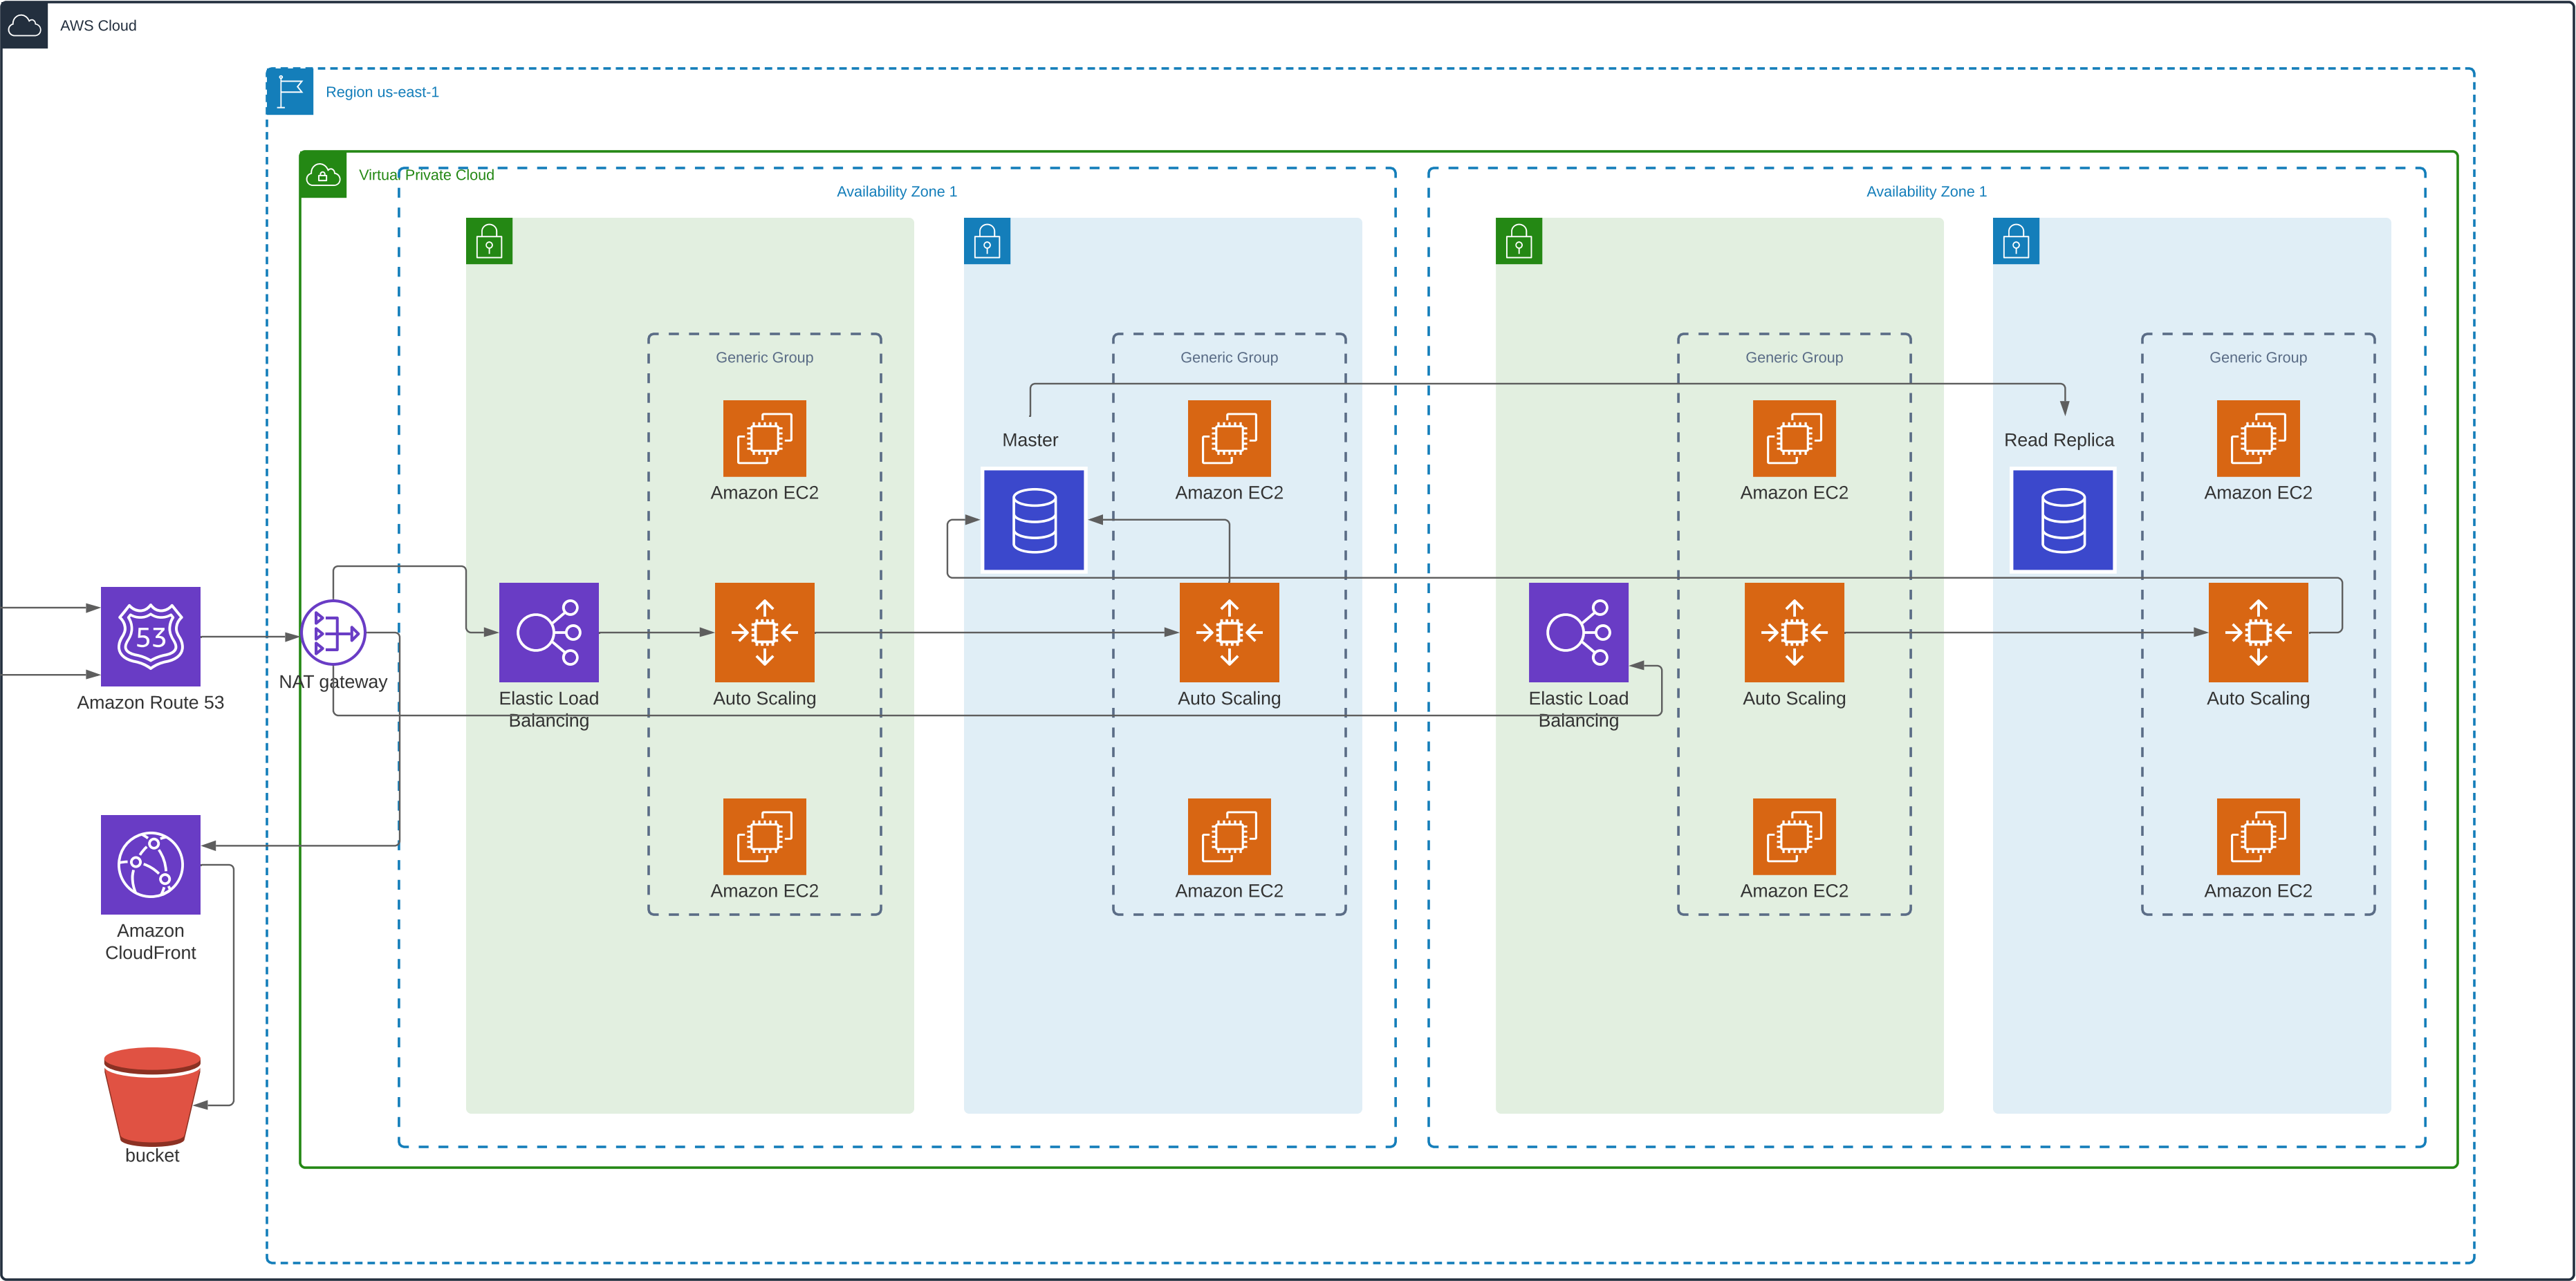 AWS Cloud
Region us-east-1
Virtual Private Cloud
Availability Zone 1
Availability Zone 1
Generic Group
Generic Group
Generic Group
Generic Group
Master
Read Replica
Amazon EC2
Amazon EC2
Amazon EC2
Amazon EC2
53
Amazon Route 53
NAT gateway
Elastic Load
Balancing
Auto Scaling
Auto Scaling
Elastic Load
Balancing
Auto Scaling
Auto Scaling
Amazon EC2
Amazon EC2
Amazon EC2
Amazon EC2
Amazon
CloudFront
bucket